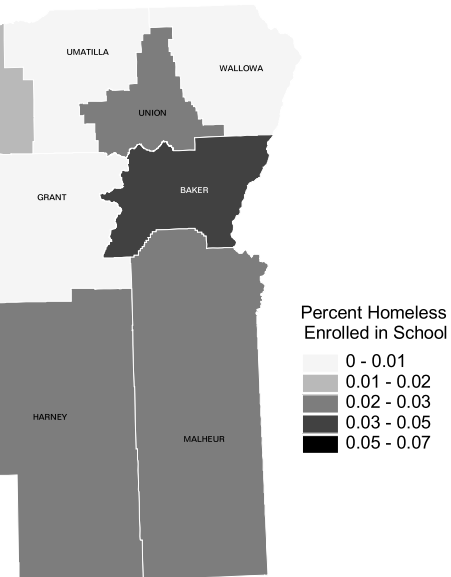 UMATILLA
WALLOWA
UNION
GRANT
BAKER
HARNEY
MALHEUR
Percent Homeless
Enrolled in School
0 - 0.01
0.01 - 0.02
0.02 - 0.03
0.03 - 0.05
0.05 - 0.07